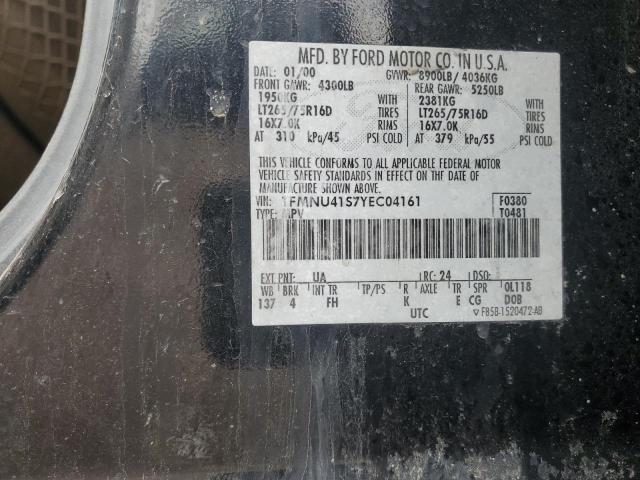 MFD. BY FORD MOTOR CO. IN U.S.A.
DATE: 01/00 GVWR: 8900LB/ 4036KG
FRONT GAWR: 4300LB REAR GAWR: 5250LB
1950KG WITH 2381KG WITH
LT265/75R16D TIRES LT265/75R16D TIRES
16X7.0K RIMS 16X7.0K RIMS
AT 310 kPa/45 PSI COLD AT 379 kPa/55 PSI COLD
THIS VEHICLE CONFORMS TO ALL APPLICABLE FEDERAL MOTOR
VEHICLE SAFETY STANDARDS IN EFFECT ON THE DATE OF
MANUFACTURE SHOWN ABOVE.
VIN: 1FMNU41S7YEC04161 F0380
TYPE: MPV T0481
EXT PNT: UA RC: 24 DSO:
WB BRK INT TR TP/PS R AXLE TR SPR OL118
137 4 FH K E CG DOB
UTC F85B-1520472-AB